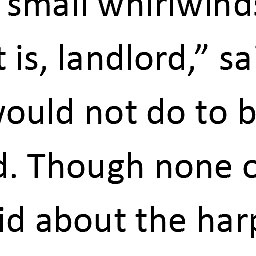 small whirlwinds
t is, landlord,” sa
would not do to b
d. Though none o
id about the harp